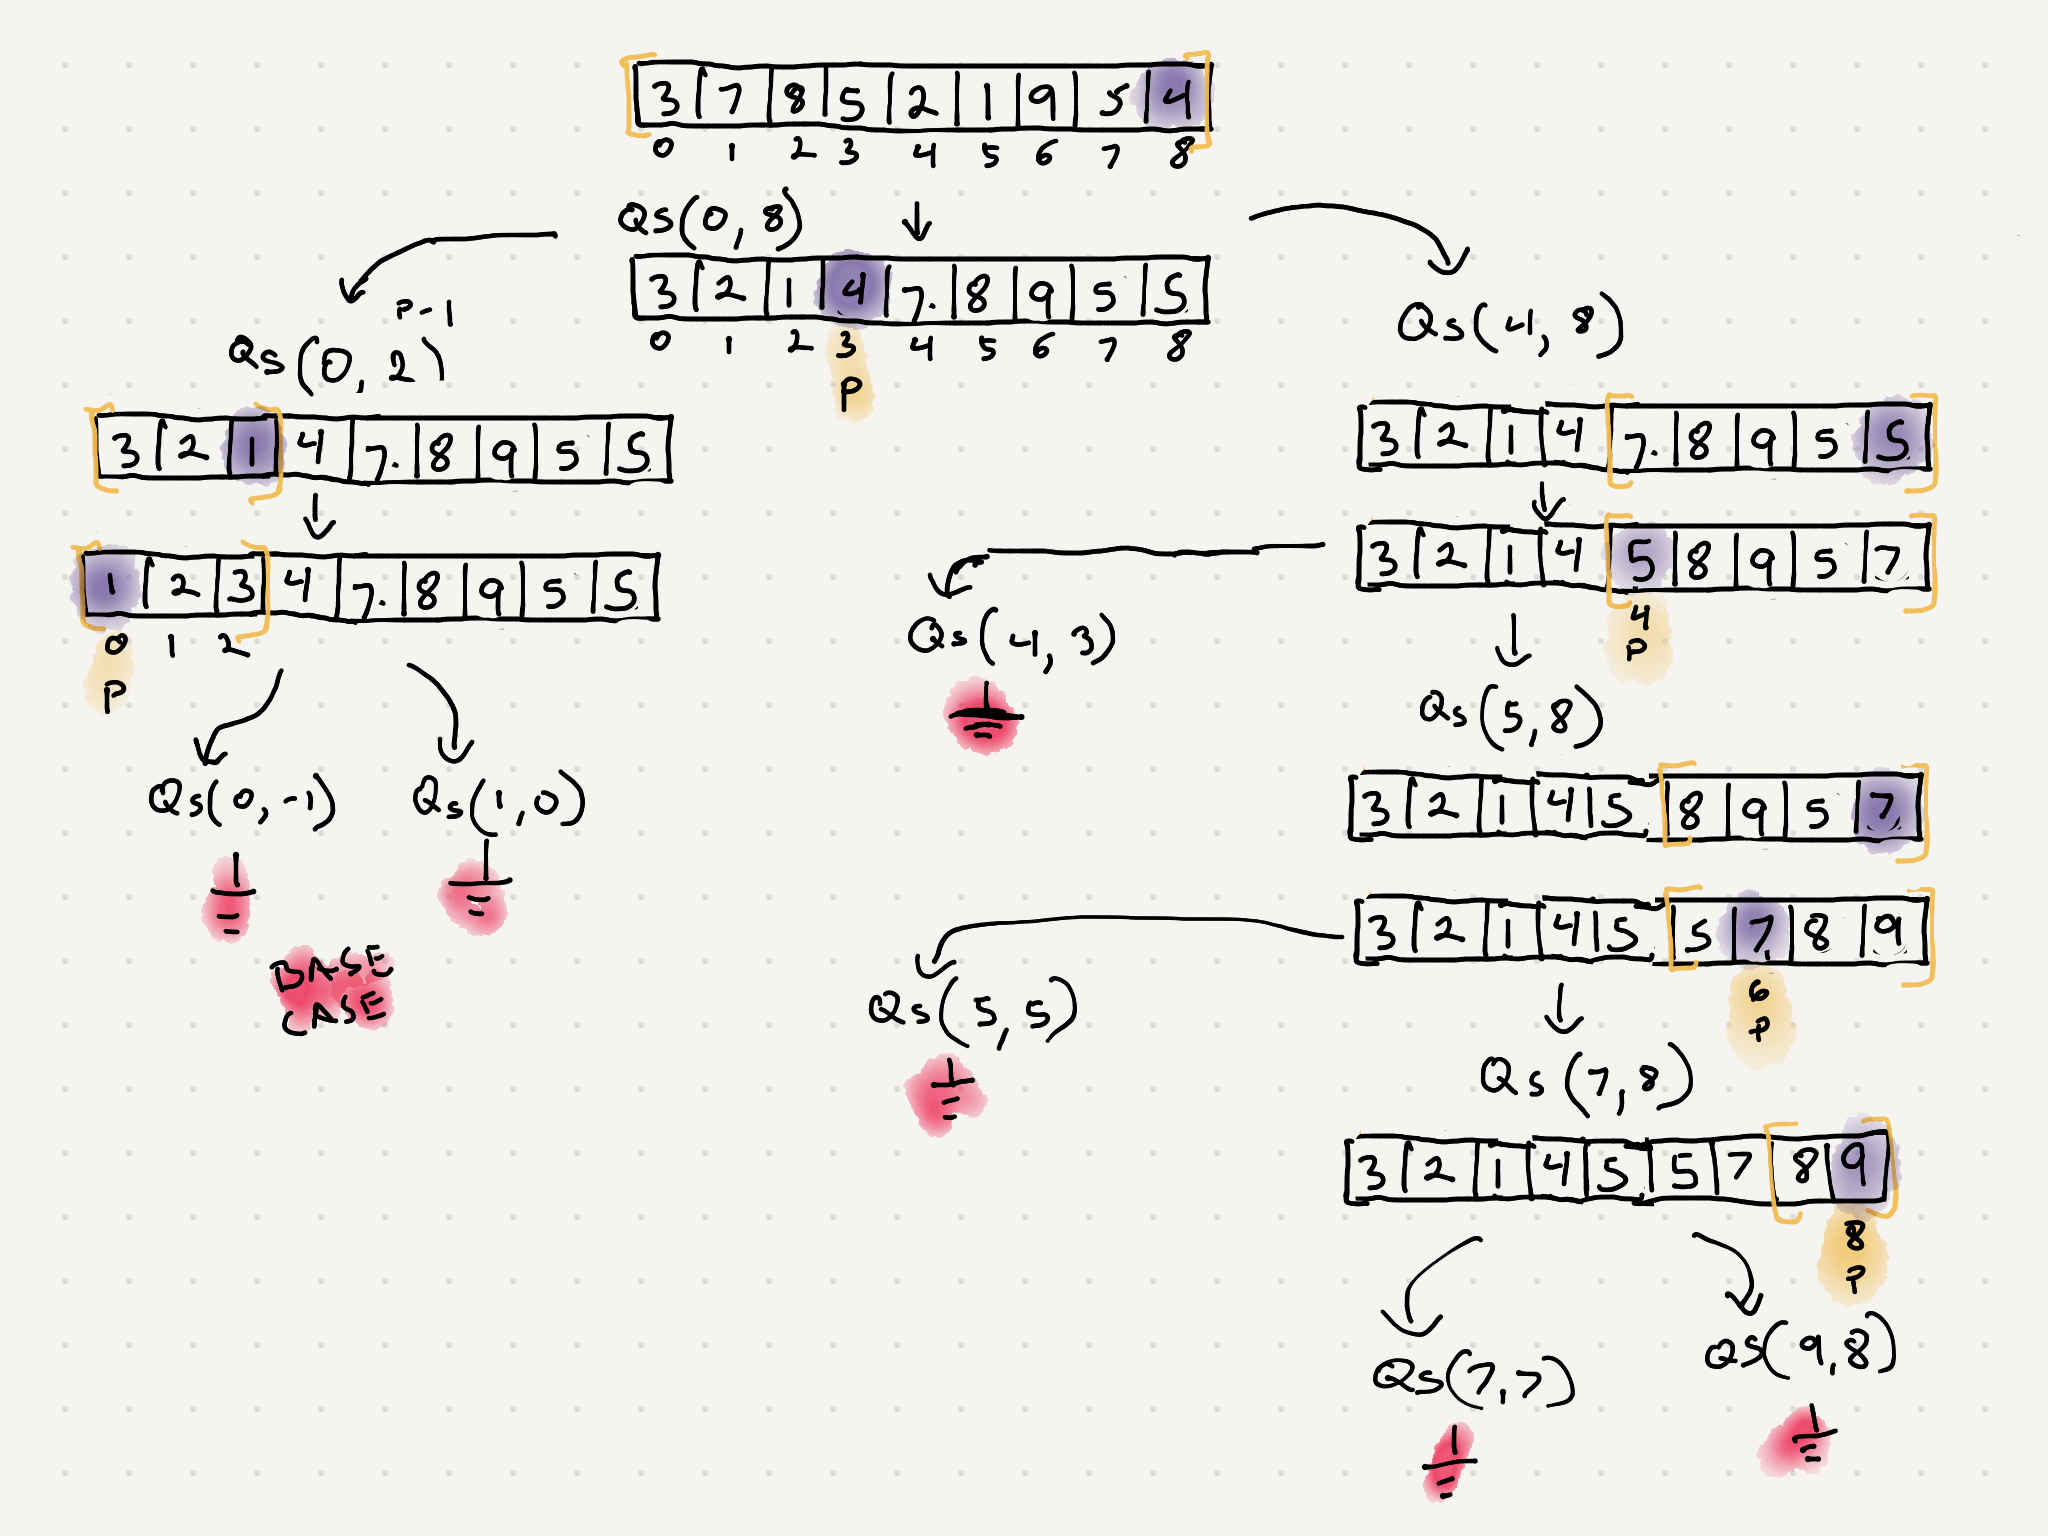 3 7 8 5 2 1 9 5 4
0 1 2 3 4 5 6 7 8
QS(0, 8)
3 2 1 4 7. 8 9 5 5
0 1 2 3 4 5 6 7 8
P
P-1
QS(0, 2)
3 2 1 4 7. 8 9 5 5
1 2 3 4 7. 8 9 5 5
0 1 2
P
QS(0, -1)
QS(1, 0)
BASE
CASE
QS(4, 8)
3 2 1 4 7. 8 9 5 5
3 2 1 4 5 8 9 5 7
4
P
QS(4, 3)
QS(5, 8)
3 2 1 4 5 8 9 5 7
3 2 1 4 5 5 7 8 9
6
P
QS(5, 5)
QS(7, 8)
3 2 1 4 5 5 7 8 9
8
P
QS(7, 7)
QS(9, 8)